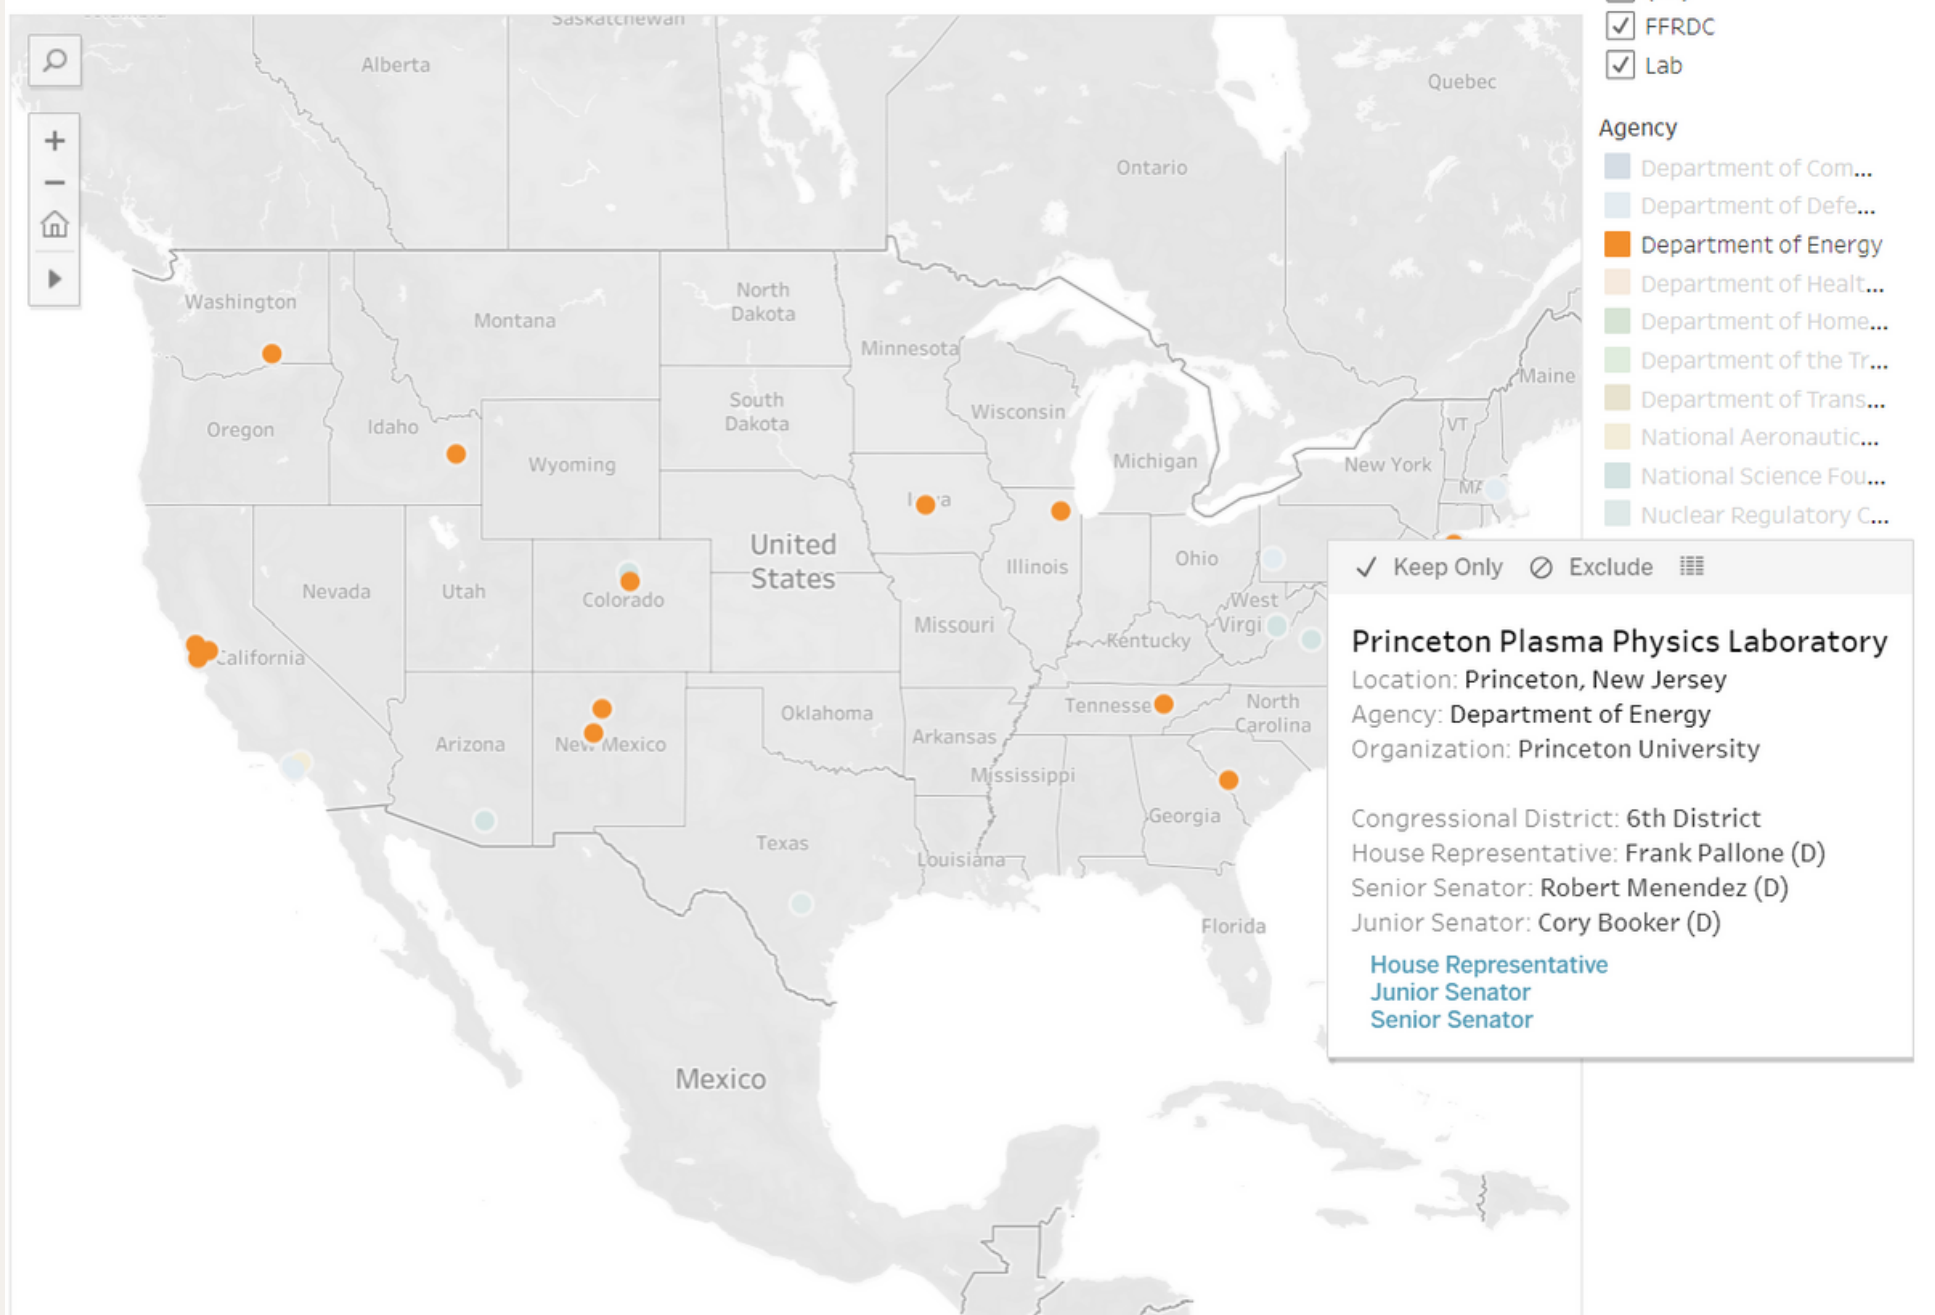 Saskatchewan
Alberta
Quebec
Ontario
FFRDC
Lab
Agency
Department of Com...
Department of Defe...
Department of Energy
Department of Healt...
Department of Home...
Department of the Tr...
Department of Trans...
National Aeronautic...
National Science Fou...
Nuclear Regulatory C...
Washington
Montana
North
Dakota
Minnesota
Maine
Oregon
Idaho
South
Dakota
Wisconsin
VT
Wyoming
Michigan
New York
MA
United
States
Nevada
Utah
Colorado
Illinois
Ohio
West
Virgi
California
Missouri
Kentucky
Arizona
New Mexico
Oklahoma
Arkansas
Tennesse
North
Carolina
Mississippi
Georgia
Texas
Louisiana
Florida
Mexico
Keep Only Exclude
Princeton Plasma Physics Laboratory
Location: Princeton, New Jersey
Agency: Department of Energy
Organization: Princeton University
Congressional District: 6th District
House Representative: Frank Pallone (D)
Senior Senator: Robert Menendez (D)
Junior Senator: Cory Booker (D)
House Representative
Junior Senator
Senior Senator